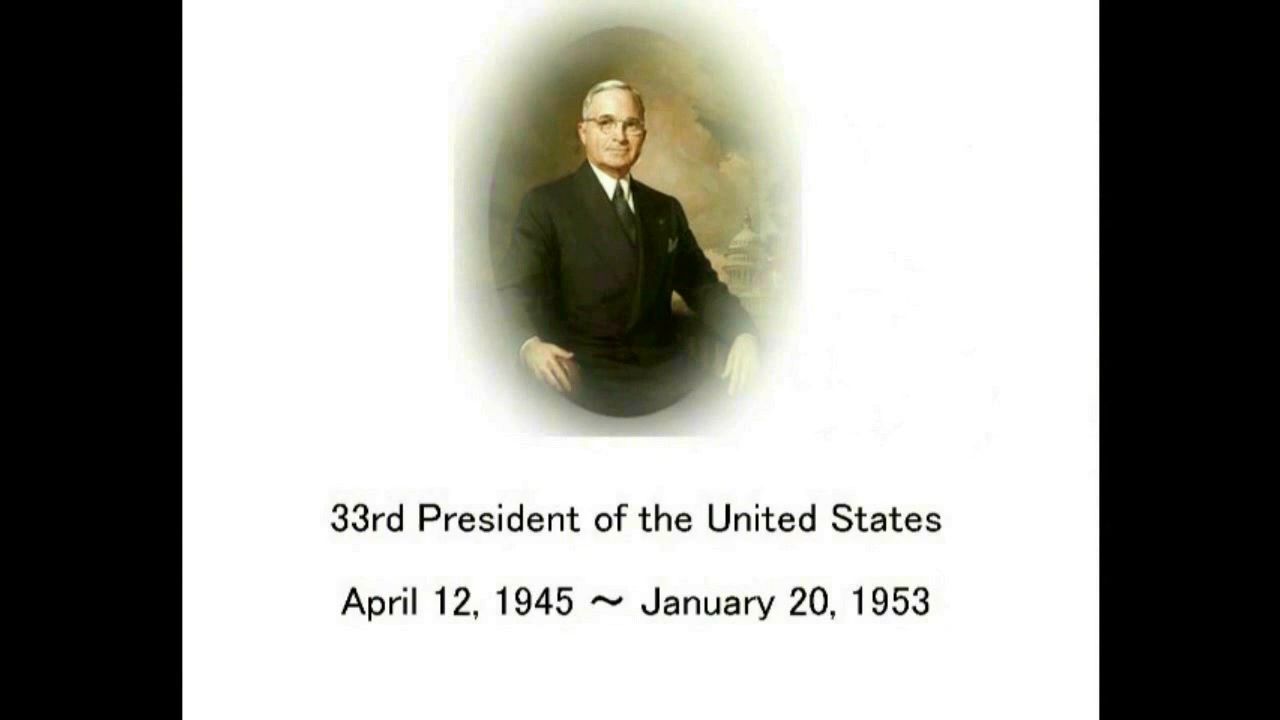 33rd President of the United States
April 12, 1945 ～ January 20, 1953